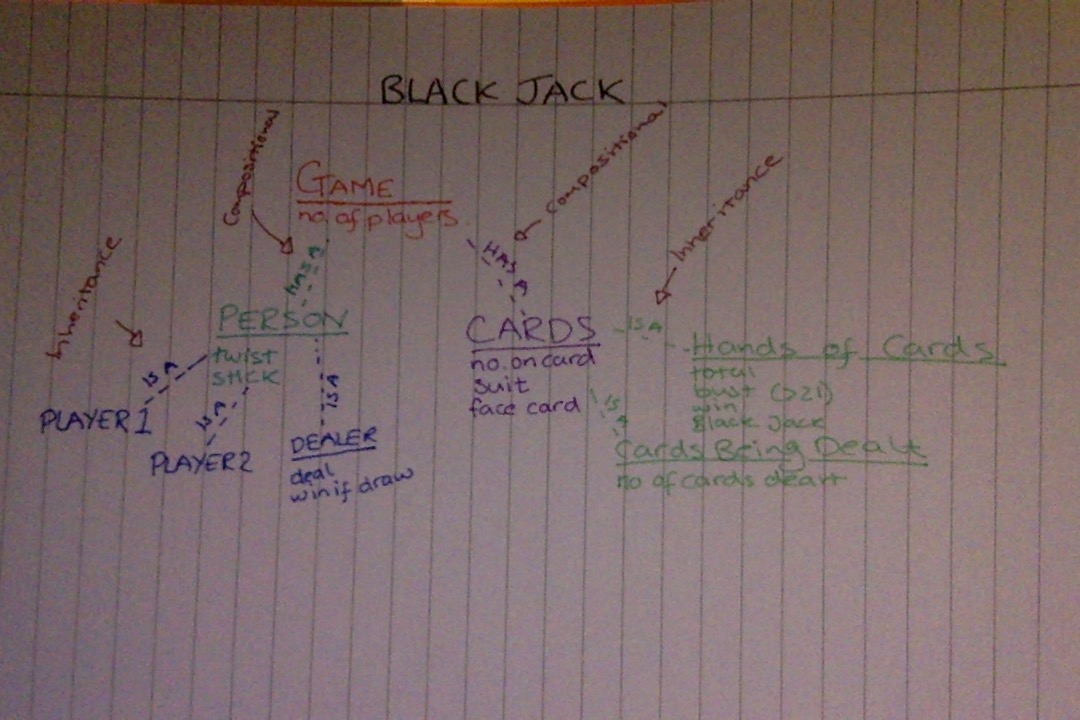 BLACK JACK
Compositional
Compositional
Inheritance
Inheritance
GAME
no. of players
HAS A
HAS A
PERSON
twist
stick
IS A
PLAYER 1
IS A
PLAYER 2
IS A
DEALER
deal
win if draw
CARDS
no. on card
suit
face card
IS A
Hands of Cards
total
bust (>21)
win
Black Jack
IS A
Cards Being Dealt
no of cards dealt